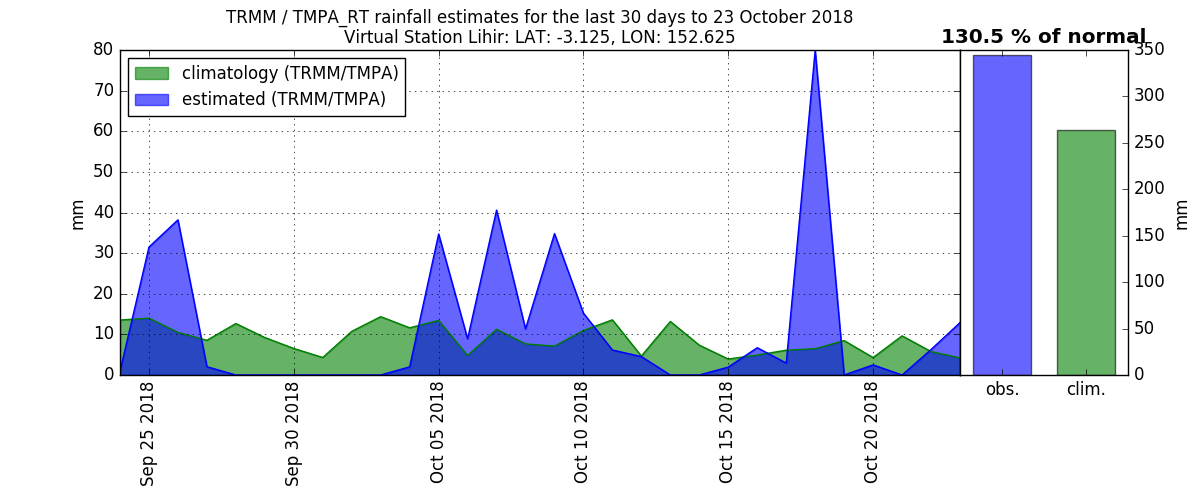 TRMM / TMPA_RT rainfall estimates for the last 30 days to 23 October 2018
Virtual Station Lihir: LAT: -3.125, LON: 152.625
130.5 % of normal
climatology (TRMM/TMPA)
estimated (TRMM/TMPA)
mm
80
70
60
50
40
30
20
10
0
Sep 25 2018
Sep 30 2018
Oct 05 2018
Oct 10 2018
Oct 15 2018
Oct 20 2018
obs.
clim.
350
300
250
200
150
100
50
0
mm